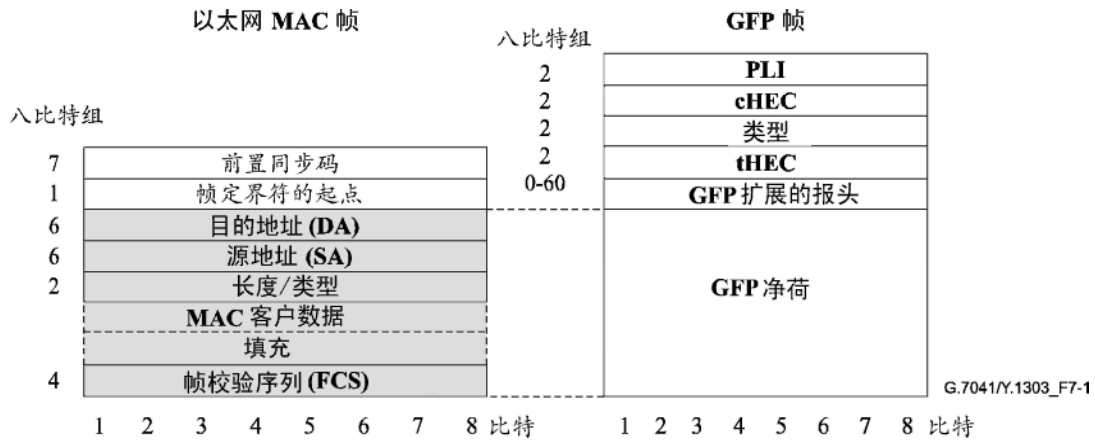 以太网 MAC 帧
八比特组
7 前置同步码
1 帧定界符的起点
6 目的地址 (DA)
6 源地址 (SA)
2 长度/类型
MAC 客户数据
填充
4 帧校验序列 (FCS)
1 2 3 4 5 6 7 8 比特
GFP 帧
八比特组
2 PLI
2 cHEC
2 类型
2 tHEC
0-60 GFP 扩展的报头
GFP 净荷
1 2 3 4 5 6 7 8 比特
G.7041/Y.1303_F7-1